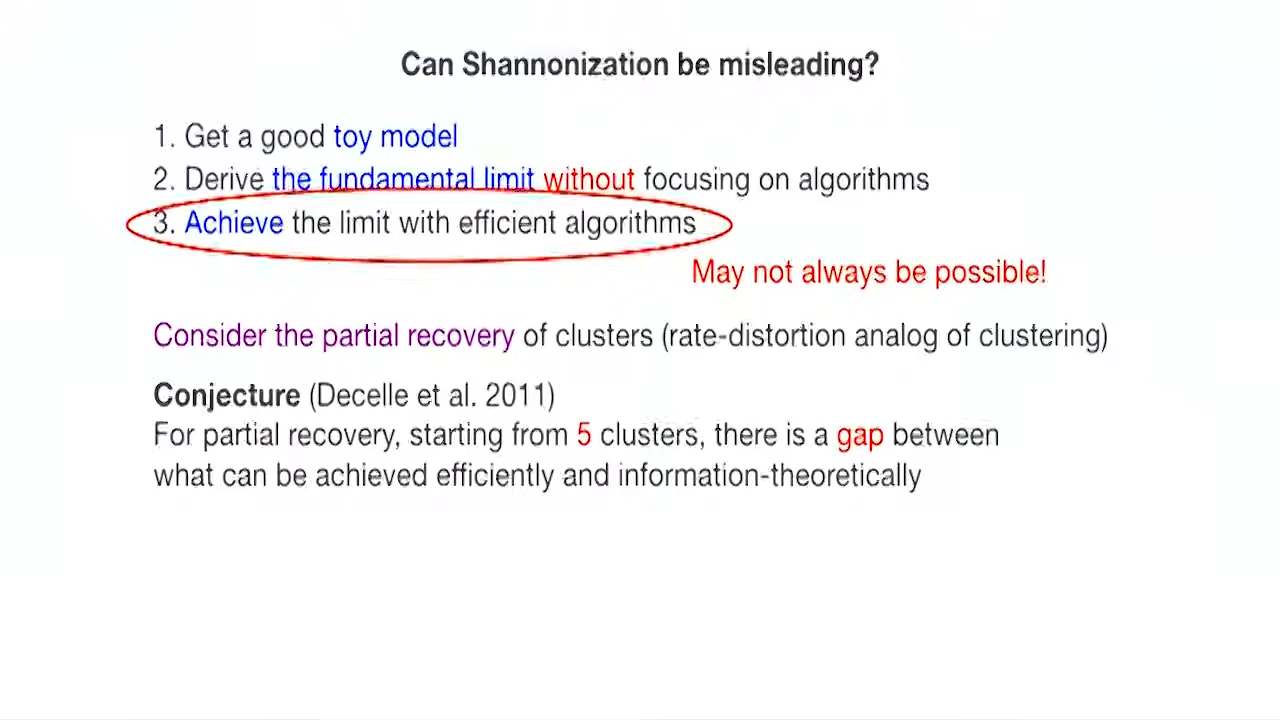 Can Shannonization be misleading?
1. Get a good toy model
2. Derive the fundamental limit without focusing on algorithms
3. Achieve the limit with efficient algorithms
May not always be possible!
Consider the partial recovery of clusters (rate-distortion analog of clustering)
Conjecture (Decelle et al. 2011)
For partial recovery, starting from 5 clusters, there is a gap between
what can be achieved efficiently and information-theoretically